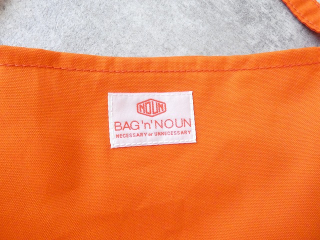 NOUN
BAG 'n' NOUN
NECESSARY or UNNECESSARY